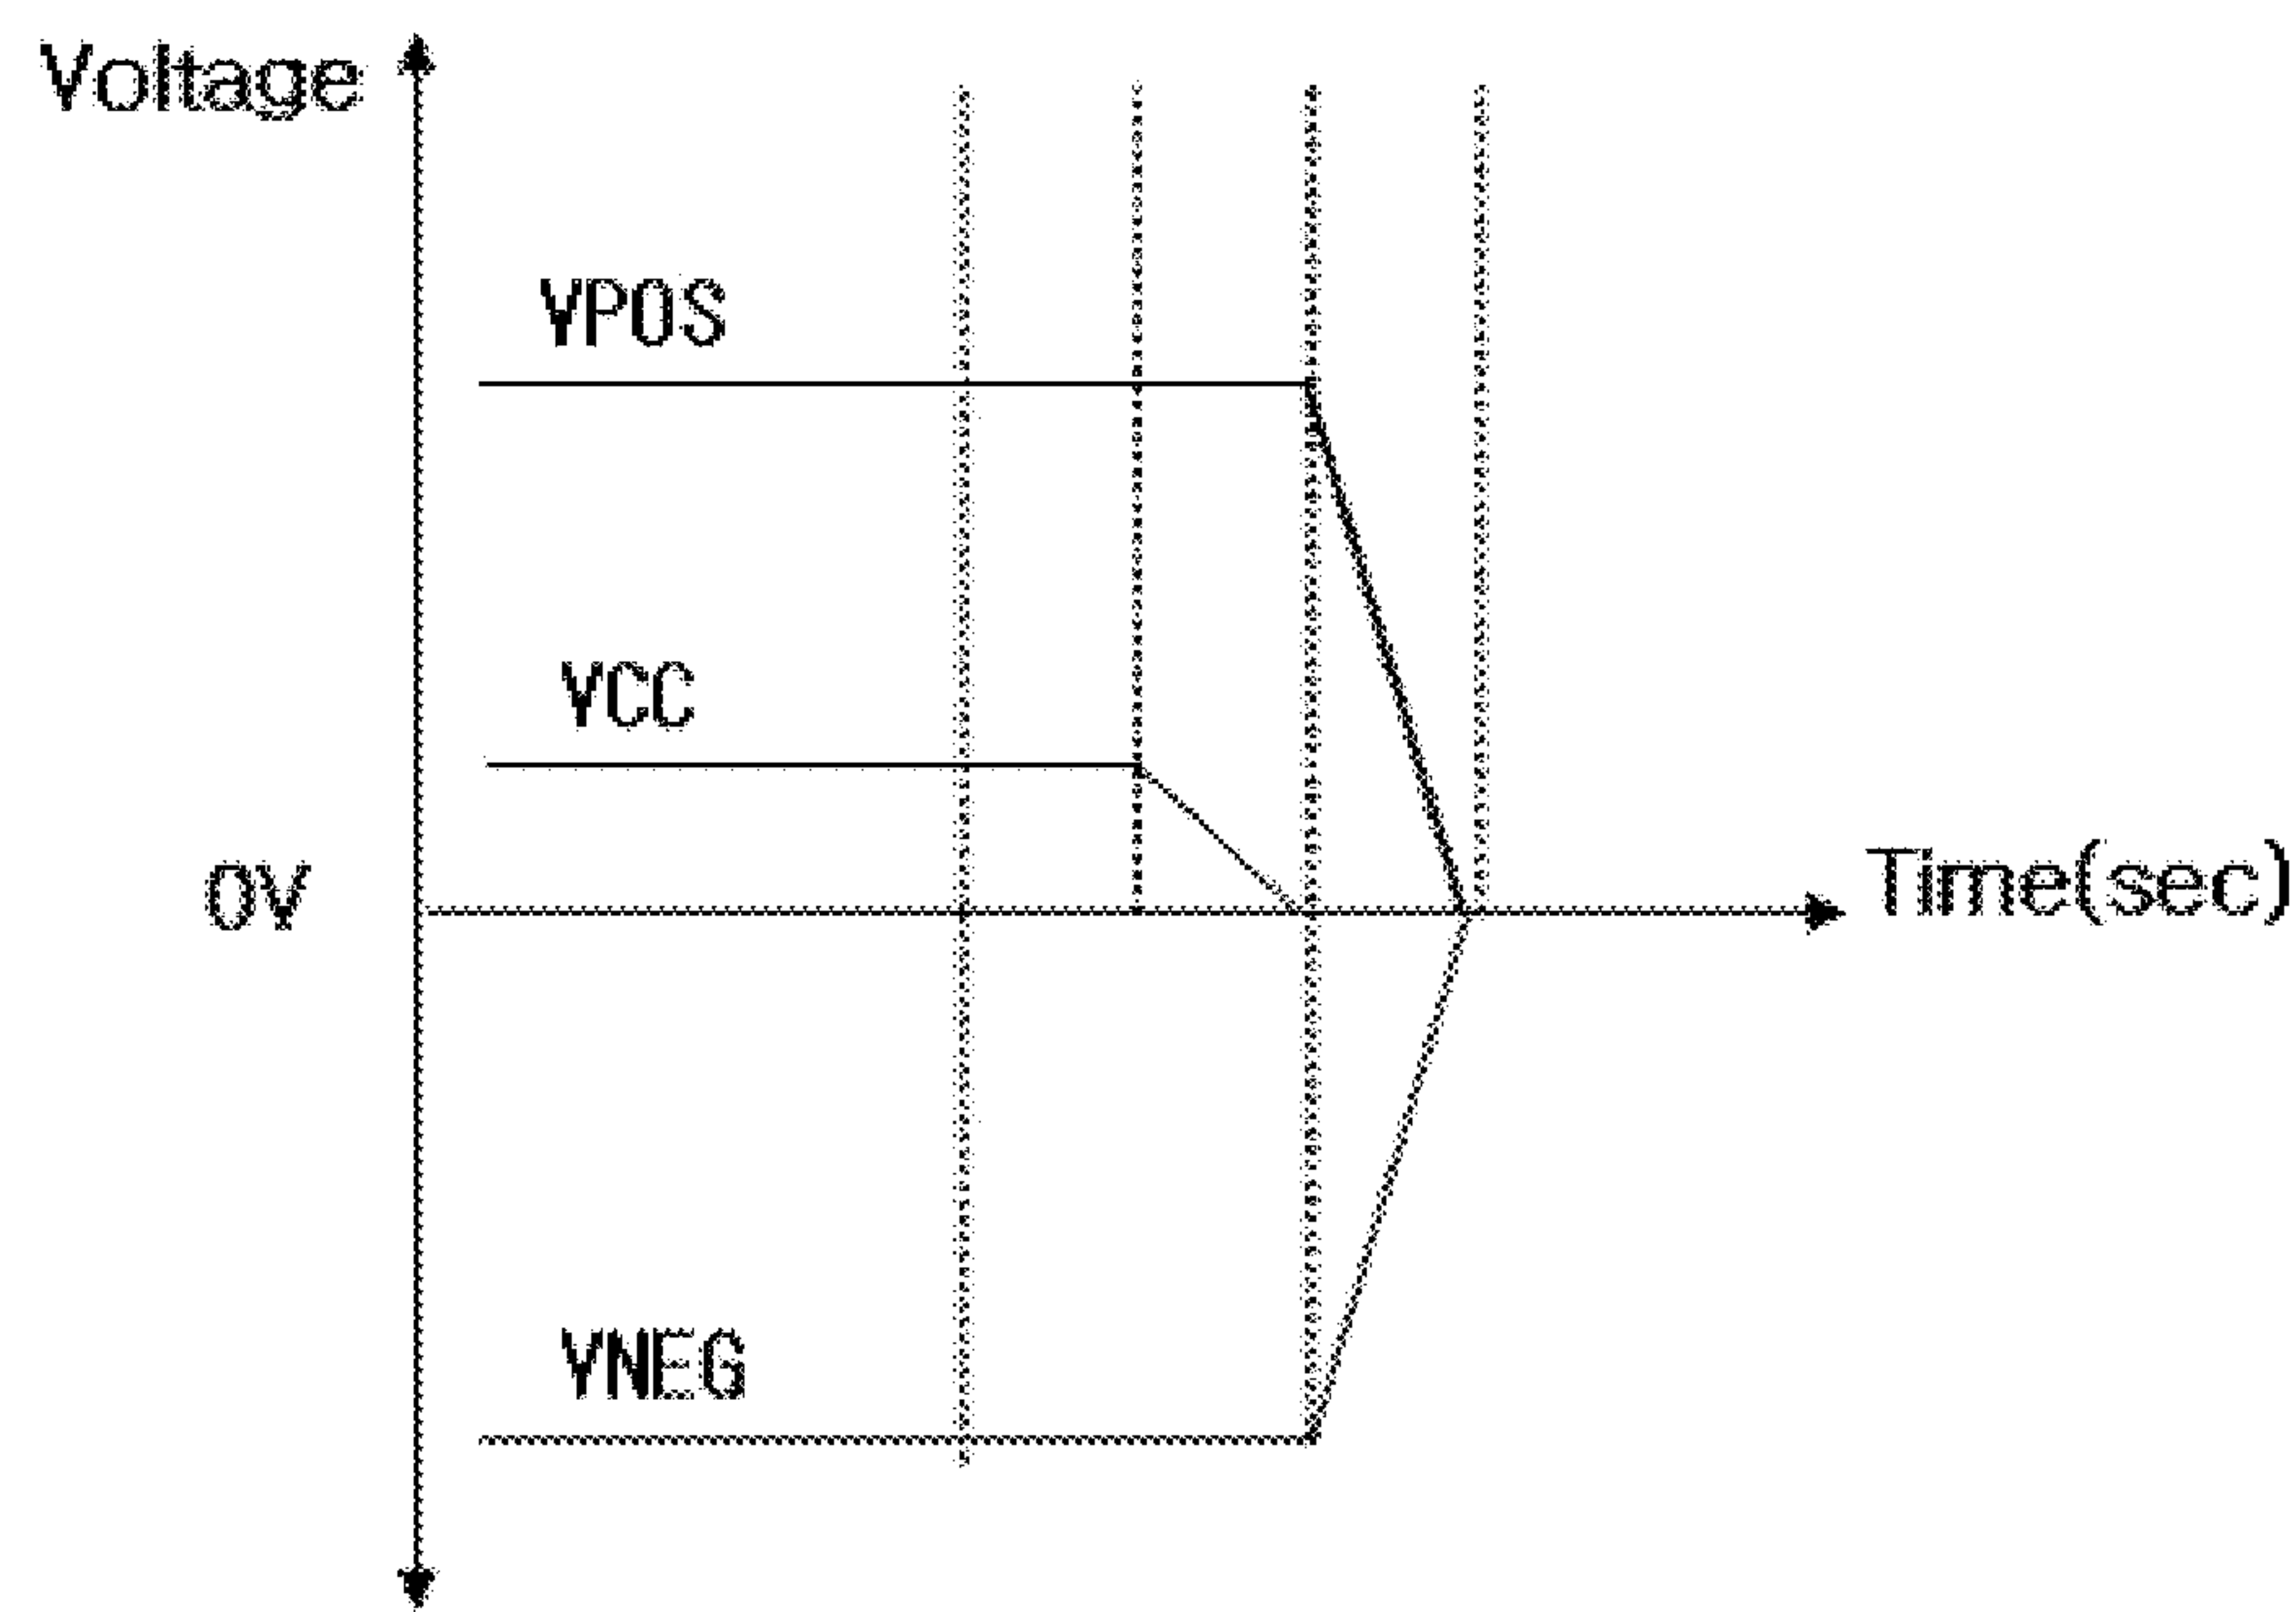 Voltage
VPOS
VCC
0V
Time(sec)
VNEG